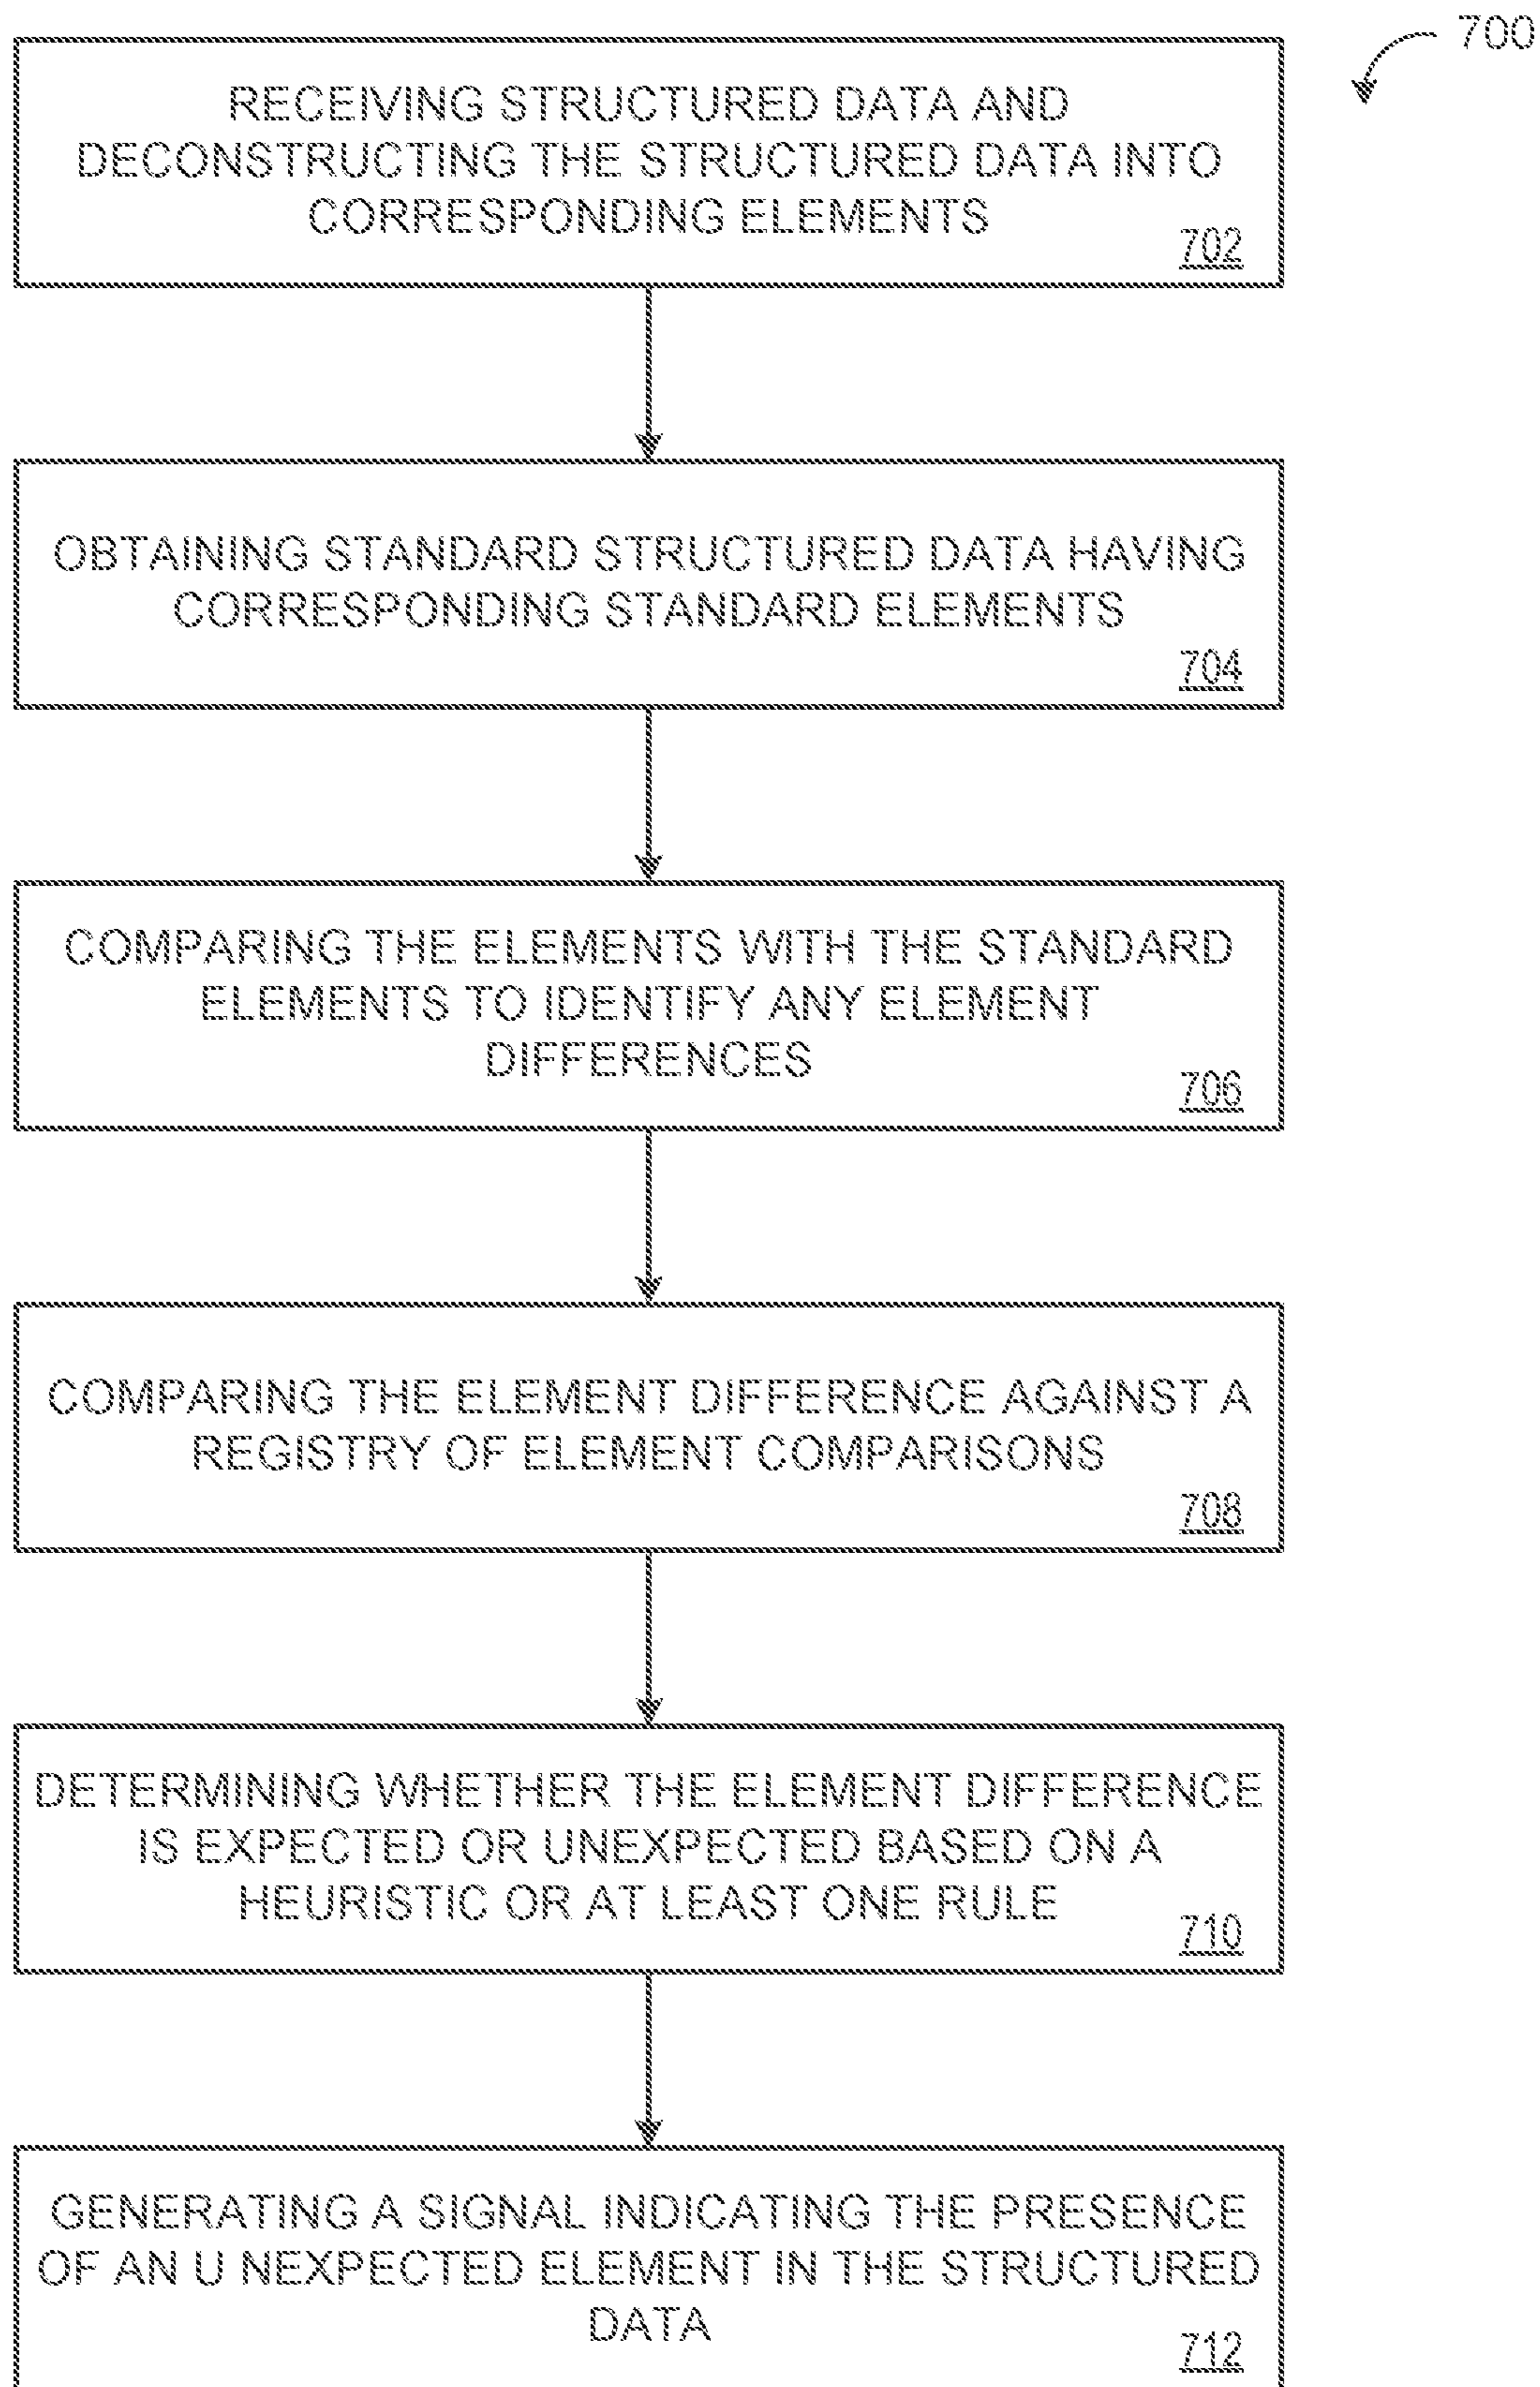 700
RECEIVING STRUCTURED DATA AND
DECONSTRUCTING THE STRUCTURED DATA INTO
CORRESPONDING ELEMENTS
702
OBTAINING STANDARD STRUCTURED DATA HAVING
CORRESPONDING STANDARD ELEMENTS
704
COMPARING THE ELEMENTS WITH THE STANDARD
ELEMENTS TO IDENTIFY ANY ELEMENT
DIFFERENCES
706
COMPARING THE ELEMENT DIFFERENCE AGAINST A
REGISTRY OF ELEMENT COMPARISONS
708
DETERMINING WHETHER THE ELEMENT DIFFERENCE
IS EXPECTED OR UNEXPECTED BASED ON A
HEURISTIC OR AT LEAST ONE RULE
710
GENERATING A SIGNAL INDICATING THE PRESENCE
OF AN U NEXPECTED ELEMENT IN THE STRUCTURED
DATA
712